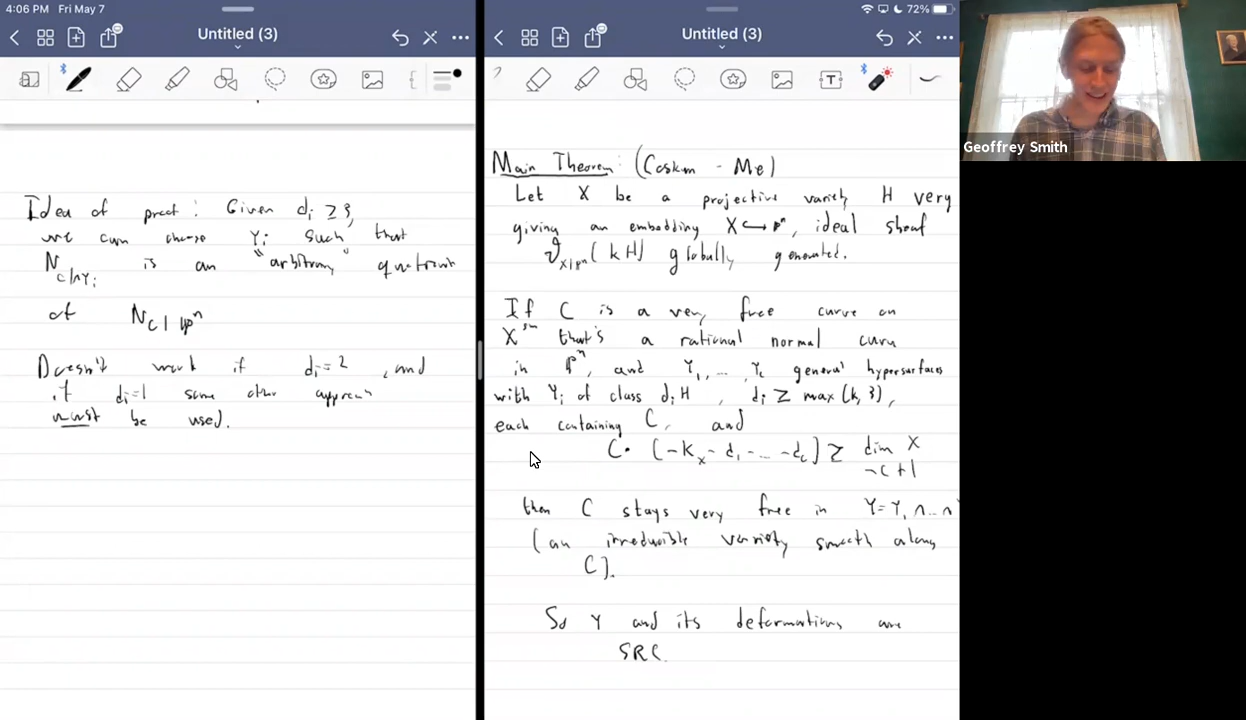 4:06 PM Fri May 7
72%
Untitled (3)
Untitled (3)
Geoffrey Smith
Idea of proof: Given di ≥ 3,
we can choose Yi such that
N_C/Yi is an "arbitrary" quotient
of N_C|Pⁿ
Doesn't work if di=2, and
if di=1 some other approach
must be used.
Main Theorem: (Coskun - Me)
Let X be a projective variety H very
giving an embedding X ↪ Pⁿ, ideal sheaf
𝓘_X|Pⁿ(kH) globally generated.
If C is a very free curve on
X^sm that's a rational normal curve
in Pⁿ, and Y1, ..., Yc general hypersurfaces
with Yi of class diH, di ≥ max(k,3),
each containing C, and
C·(-K_X - d1 - ... - dc) ≥ dim X
-c+1
then C stays very free in Y=Y1∩...∩
(an irreducible variety smooth along
C).
So Y and its deformations are
SRC.